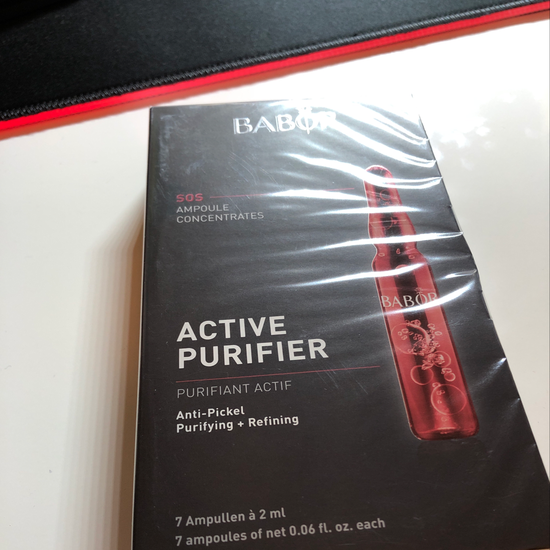 BABOR
SOS
AMPOULE
CONCENTRATES
BABOR
ACTIVE
PURIFIER
PURIFIANT ACTIF
Anti-Pickel
Purifying + Refining
7 Ampullen à 2 ml
7 ampoules of net 0.06 fl. oz. each